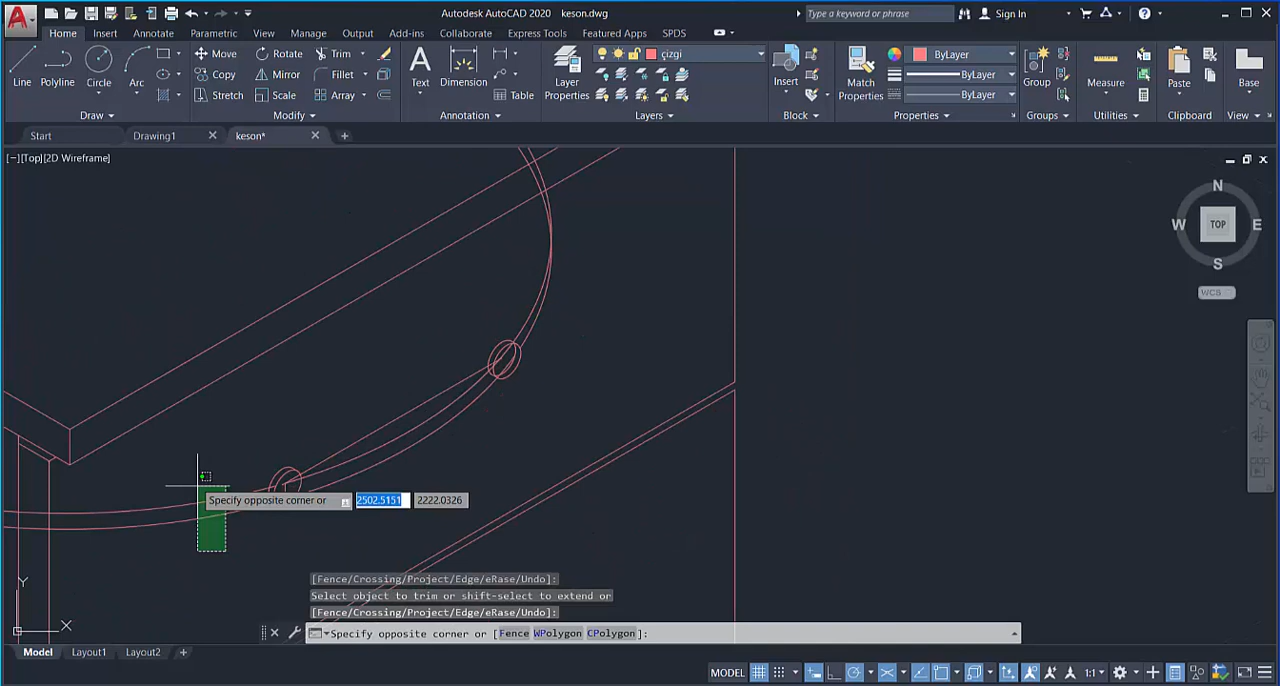 Autodesk AutoCAD 2020 keson.dwg
Type a keyword or phrase
Sign In
Home Insert Annotate Parametric View Manage Output Add-ins Collaborate Express Tools Featured Apps SPDS
Line Polyline Circle Arc
Move Rotate Trim
Copy Mirror Fillet
Stretch Scale Array
Text Dimension Table
Layer Properties
çizgi
Insert
Match Properties
ByLayer
ByLayer
ByLayer
Group
Measure
Paste
Base
Draw Modify Annotation Layers Block Properties Groups Utilities Clipboard View
Start Drawing1 keson*
[−][Top][2D Wireframe]
N
W TOP E
S
WCS
Specify opposite corner or 2502.5151 2222.0326
[Fence/Crossing/Project/Edge/eRase/Undo]:
Select object to trim or shift-select to extend or
[Fence/Crossing/Project/Edge/eRase/Undo]:
Specify opposite corner or [Fence WPolygon CPolygon]:
Y
X
Model Layout1 Layout2
MODEL 1:1